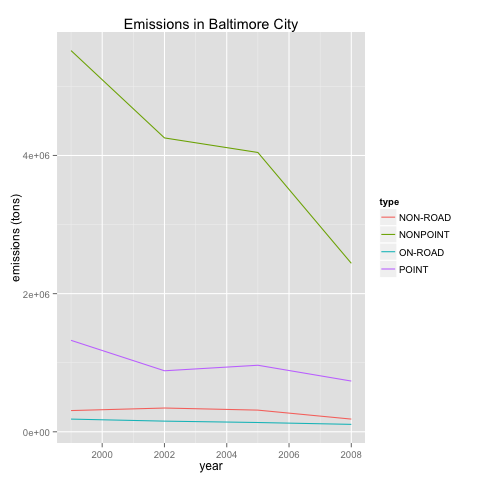 Emissions in Baltimore City
emissions (tons)
4e+06
2e+06
0e+00
2000 2002 2004 2006 2008
year
type
NON-ROAD
NONPOINT
ON-ROAD
POINT